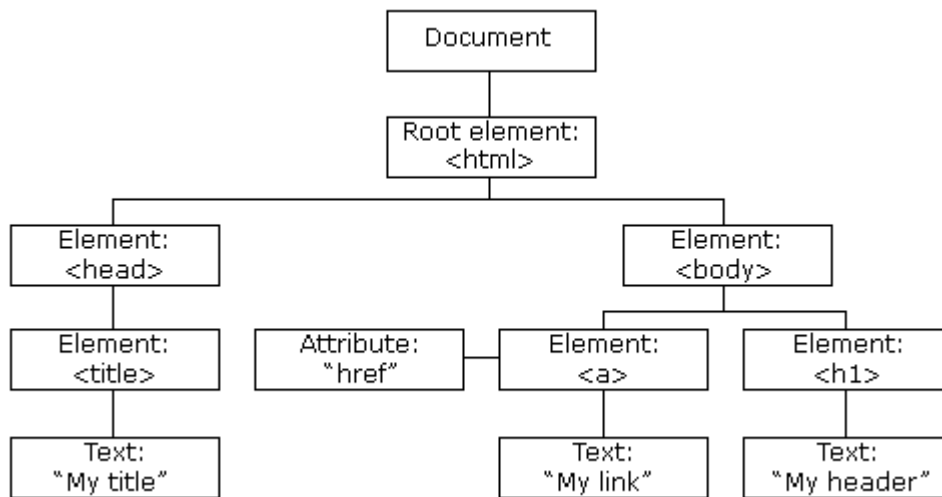 Document
Root element:
<html>
Element:
<head>
Element:
<body>
Element:
<title>
Attribute:
“href”
Element:
<a>
Element:
<h1>
Text:
“My title”
Text:
“My link”
Text:
“My header”